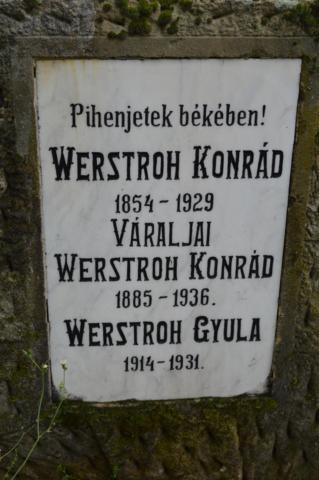 Pihenjetek békében!
WERSTROH KONRÁD
1854 - 1929
VÁRALJAI
WERSTROH KONRÁD
1885 - 1936.
WERSTROH GYULA
1914-1931.